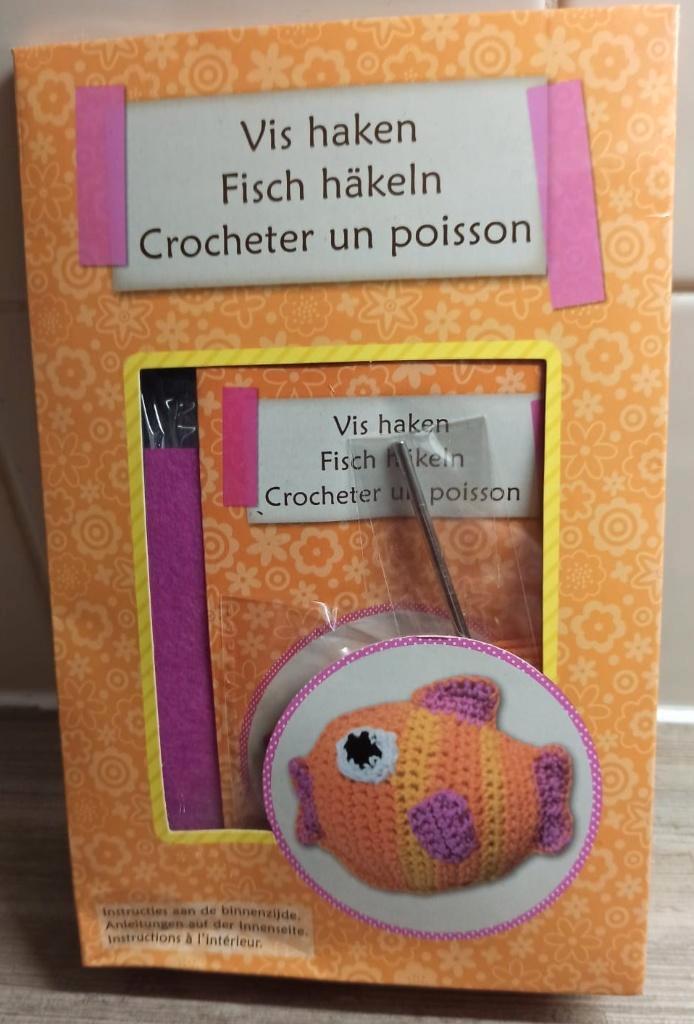 Vis haken
Fisch häkeln
Crocheter un poisson
Vis haken
Fisch häkeln
Crocheter un poisson
Instructies aan de binnenzijde.
Anleitungen auf der Innenseite.
Instructions à l'intérieur.